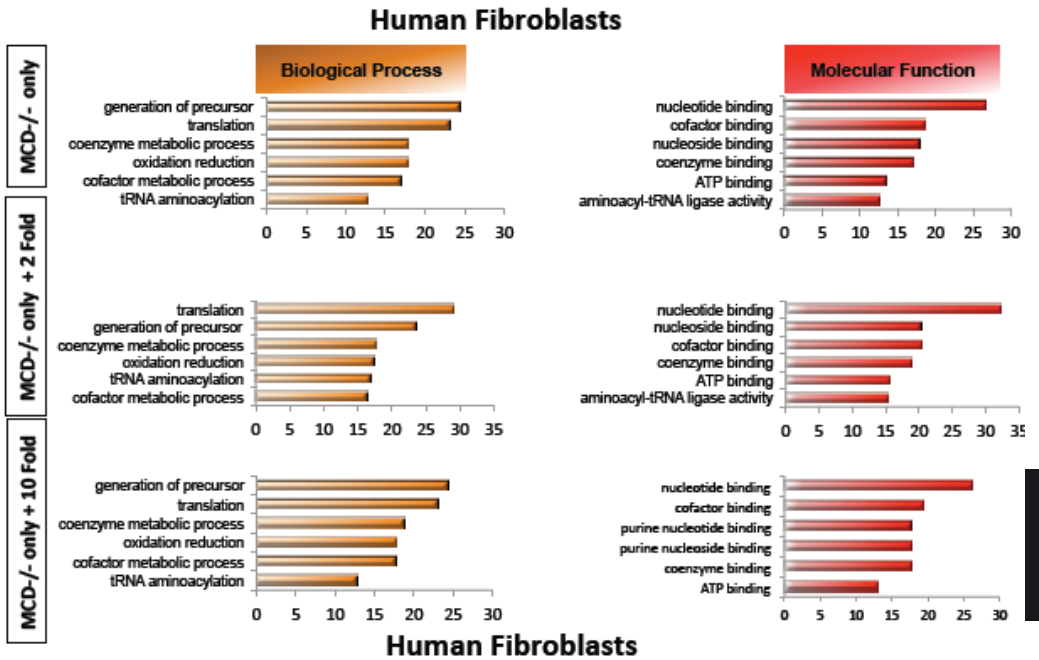 Human Fibroblasts
MCD-/- only
Biological Process
generation of precursor
translation
coenzyme metabolic process
oxidation reduction
cofactor metabolic process
tRNA aminoacylation
0 5 10 15 20 25 30
Molecular Function
nucleotide binding
cofactor binding
nucleoside binding
coenzyme binding
ATP binding
aminoacyl-tRNA ligase activity
0 5 10 15 20 25 30
MCD-/- only + 2 Fold
translation
generation of precursor
coenzyme metabolic process
oxidation reduction
tRNA aminoacylation
cofactor metabolic process
0 5 10 15 20 25 30 35
nucleotide binding
nucleoside binding
cofactor binding
coenzyme binding
ATP binding
aminoacyl-tRNA ligase activity
0 5 10 15 20 25 30 35
MCD-/- only + 10 Fold
generation of precursor
translation
coenzyme metabolic process
oxidation reduction
cofactor metabolic process
tRNA aminoacylation
0 5 10 15 20 25 30
nucleotide binding
cofactor binding
purine nucleotide binding
purine nucleoside binding
coenzyme binding
ATP binding
0 5 10 15 20 25 30
Human Fibroblasts